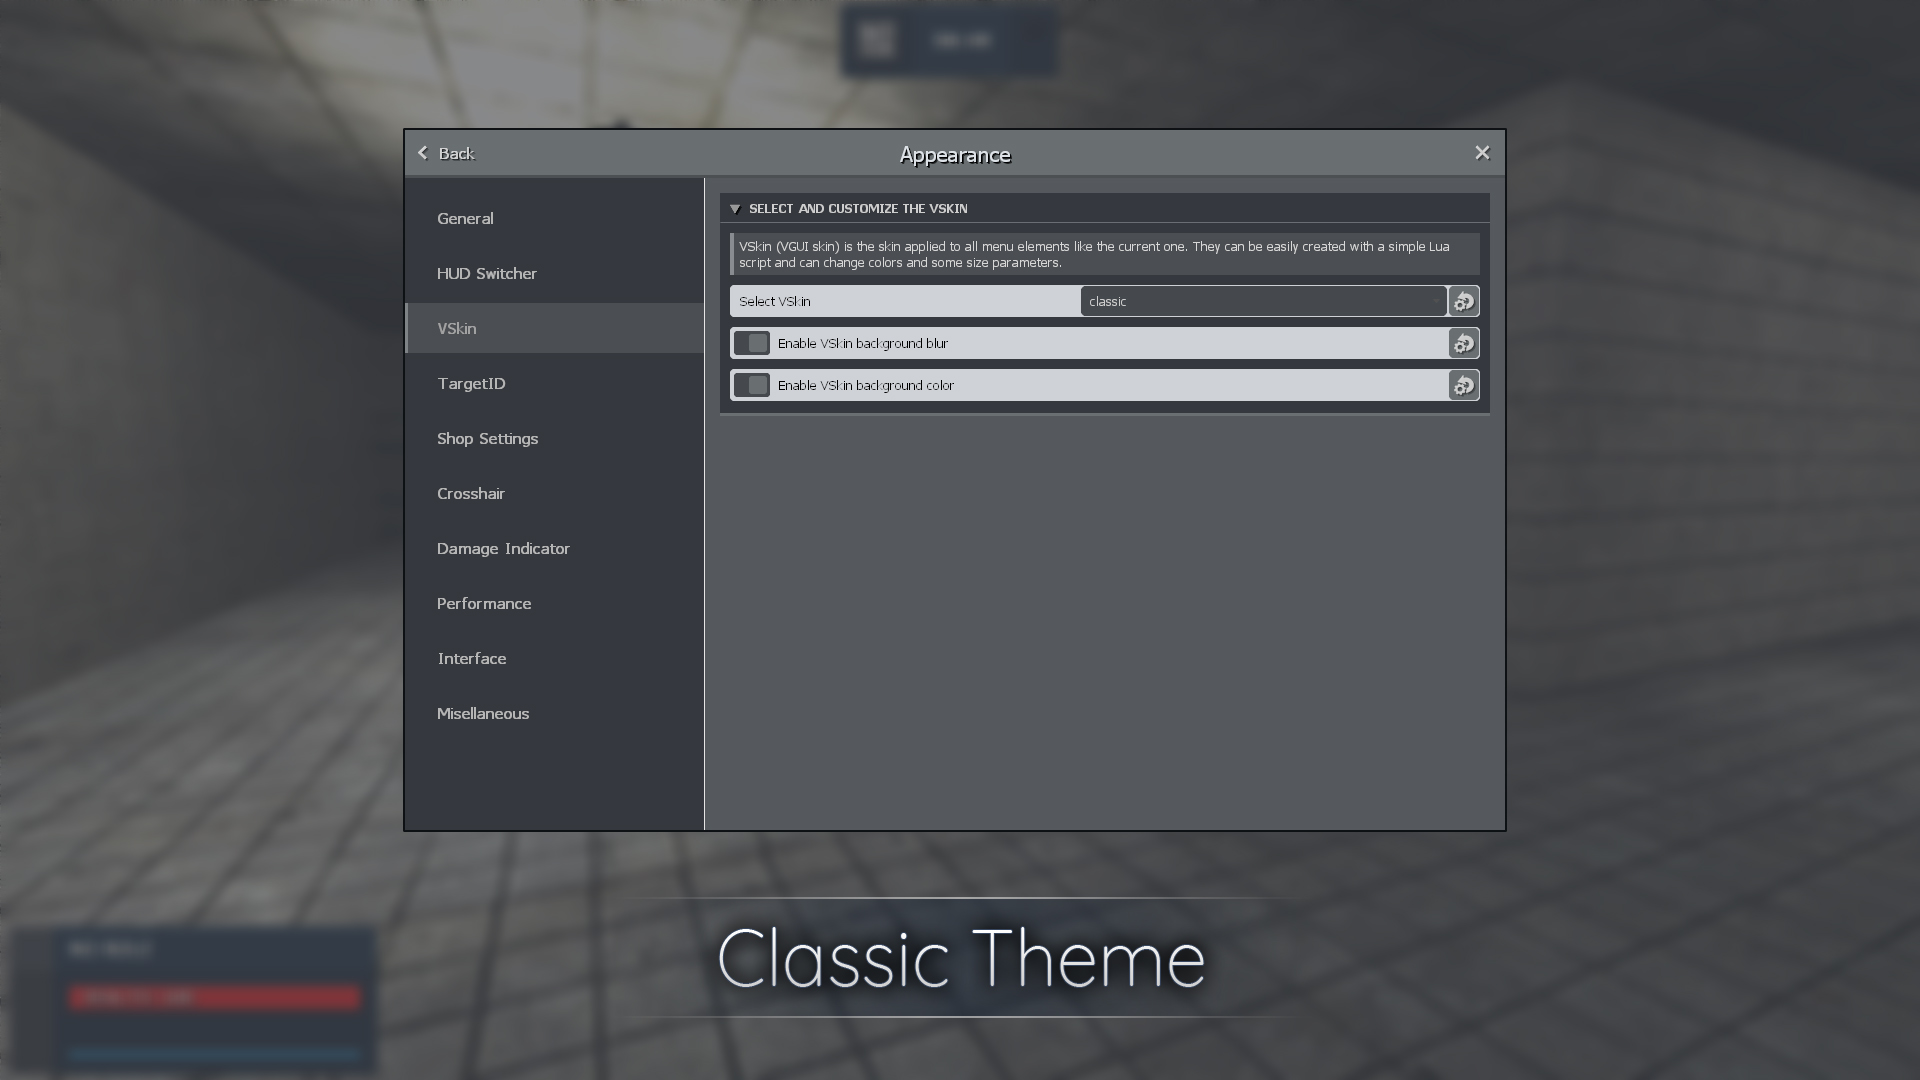 Back
Appearance
General
HUD Switcher
VSkin
TargetID
Shop Settings
Crosshair
Damage Indicator
Performance
Interface
Misellaneous
SELECT AND CUSTOMIZE THE VSKIN
VSkin (VGUI skin) is the skin applied to all menu elements like the current one. They can be easily created with a simple Lua
script and can change colors and some size parameters.
Select VSkin
classic
Enable VSkin background blur
Enable VSkin background color
Classic Theme